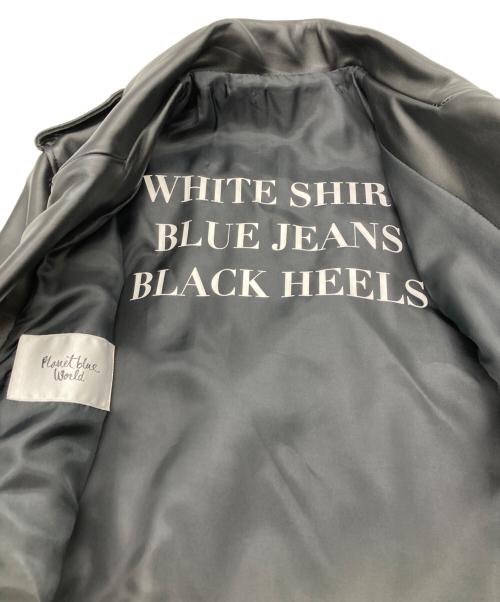 WHITE SHIR
BLUE JEANS
BLACK HEELS
Planet blue
World